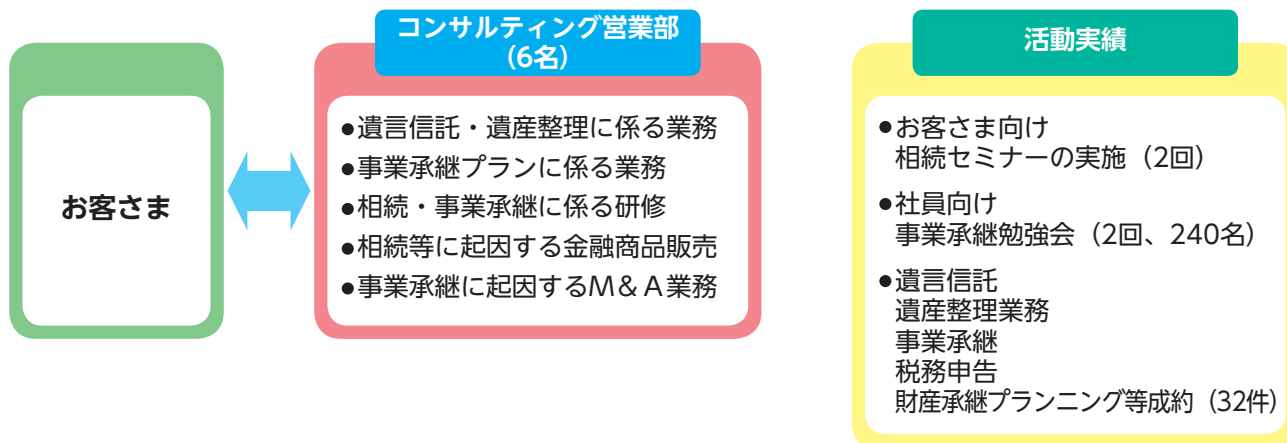 お客さま
コンサルティング営業部
(6名)
●遺言信託・遺産整理に係る業務
●事業承継プランに係る業務
●相続・事業承継に係る研修
●相続等に起因する金融商品販売
●事業承継に起因するM&A業務
活動実績
●お客さま向け
相続セミナーの実施（2回）
●社員向け
事業承継勉強会（2回、240名）
●遺言信託
遺産整理業務
事業承継
税務申告
財産承継プランニング等成約（32件）